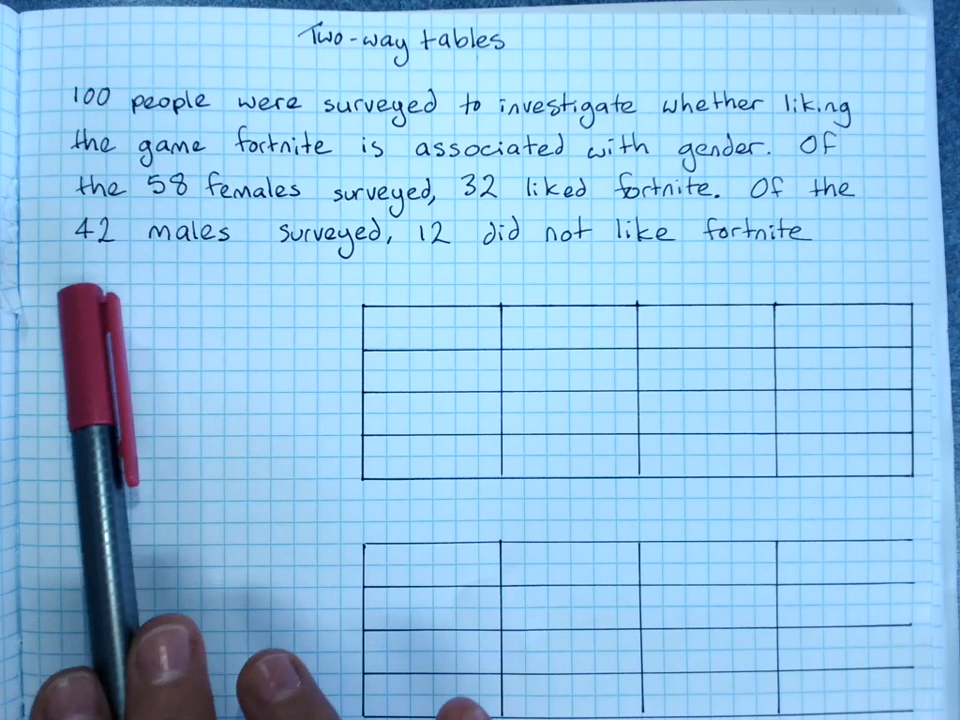 Two-way tables
100 people were surveyed to investigate whether liking
the game fortnite is associated with gender. Of
the 58 females surveyed, 32 liked fortnite. Of the
42 males surveyed, 12 did not like fortnite